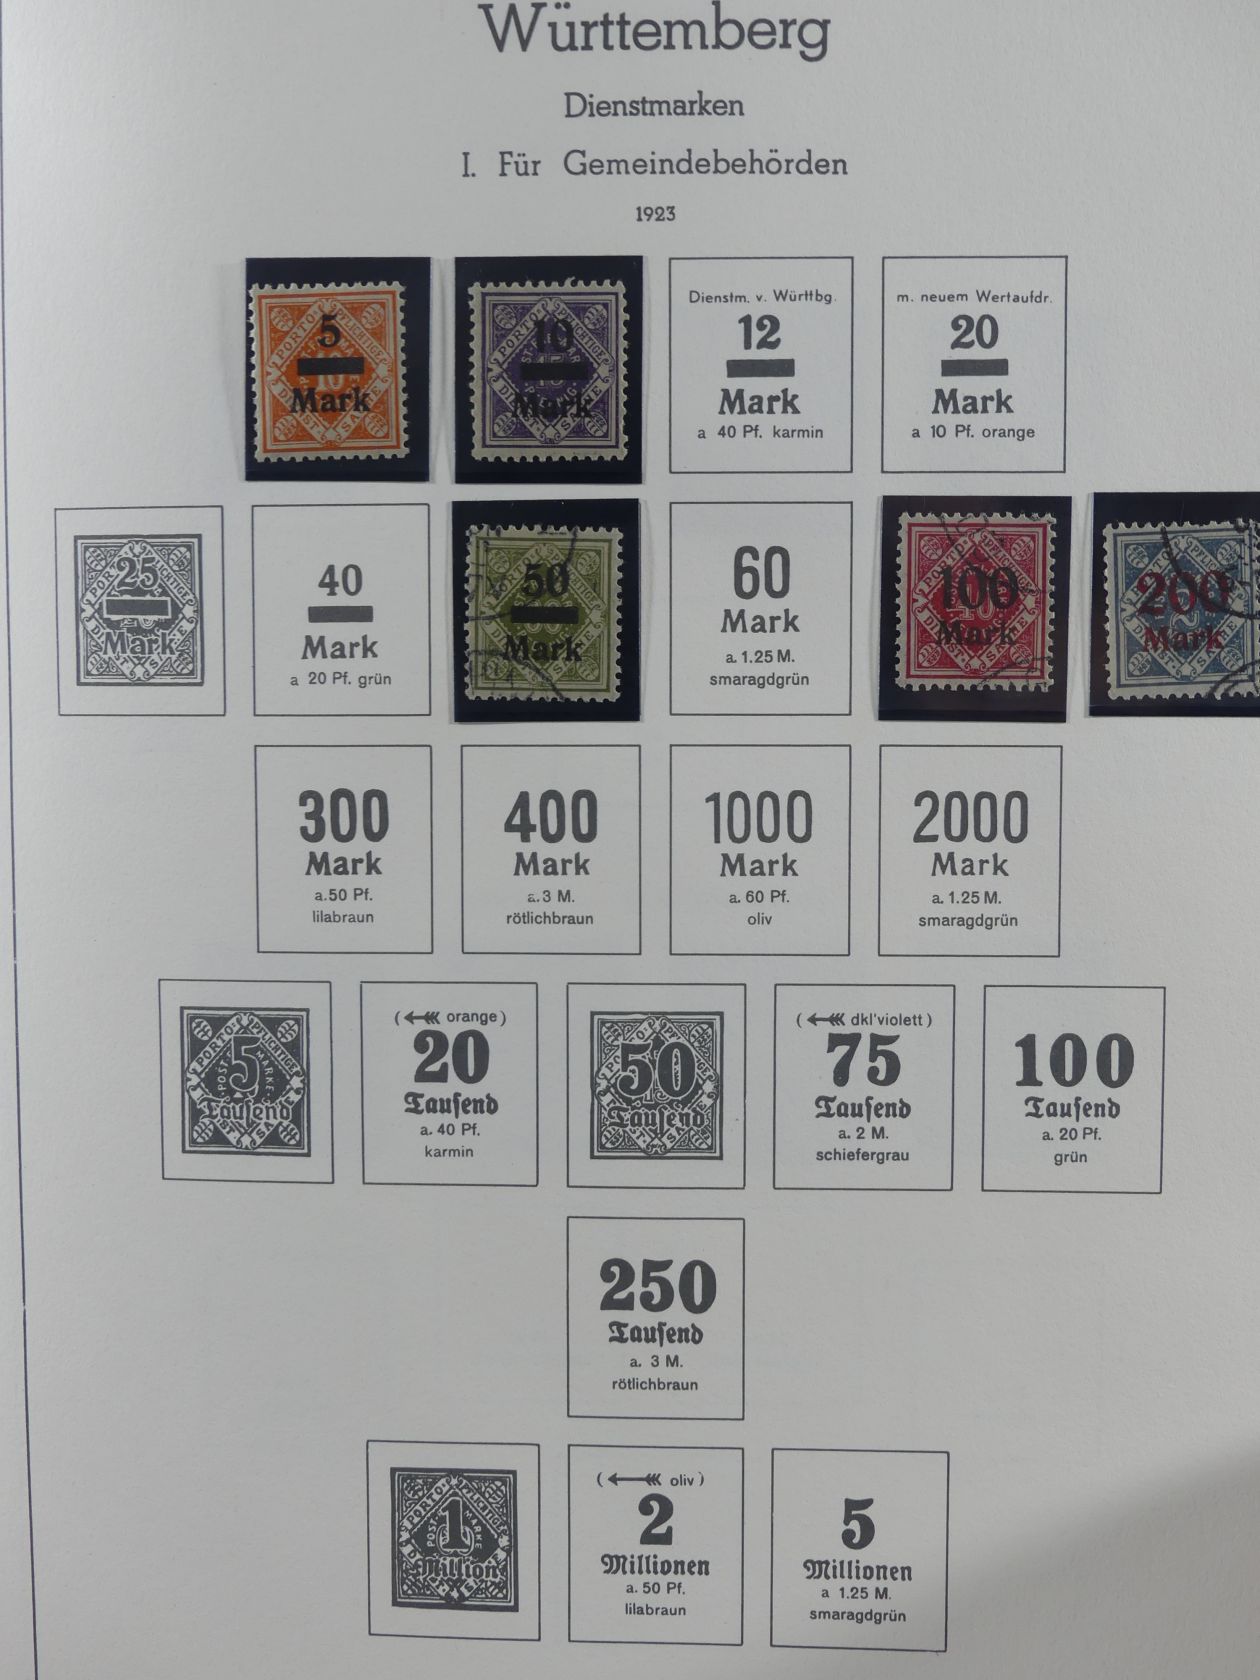 Württemberg
Dienstmarken
I. Für Gemeindebehörden
1923
5
Mark
10
Mark
Dienstm. v. Württbg.
12
Mark
a 40 Pf. karmin
m. neuem Wertaufdr.
20
Mark
a 10 Pf. orange
25
Mark
40
Mark
a 20 Pf. grün
50
Mark
60
Mark
a. 1.25 M.
smaragdgrün
100
Mark
200
Mark
300
Mark
a. 50 Pf.
lilabraun
400
Mark
a. 3 M.
rötlichbraun
1000
Mark
a. 60 Pf.
oliv
2000
Mark
a. 1.25 M.
smaragdgrün
5
Tausend
( orange )
20
Tausend
a. 40 Pf.
karmin
50
Tausend
( dkl'violett )
75
Tausend
a. 2 M.
schiefergrau
100
Tausend
a. 20 Pf.
grün
250
Tausend
a. 3 M.
rötlichbraun
1
Million
( oliv )
2
Millionen
a. 50 Pf.
lilabraun
5
Millionen
a 1.25 M.
smaragdgrün